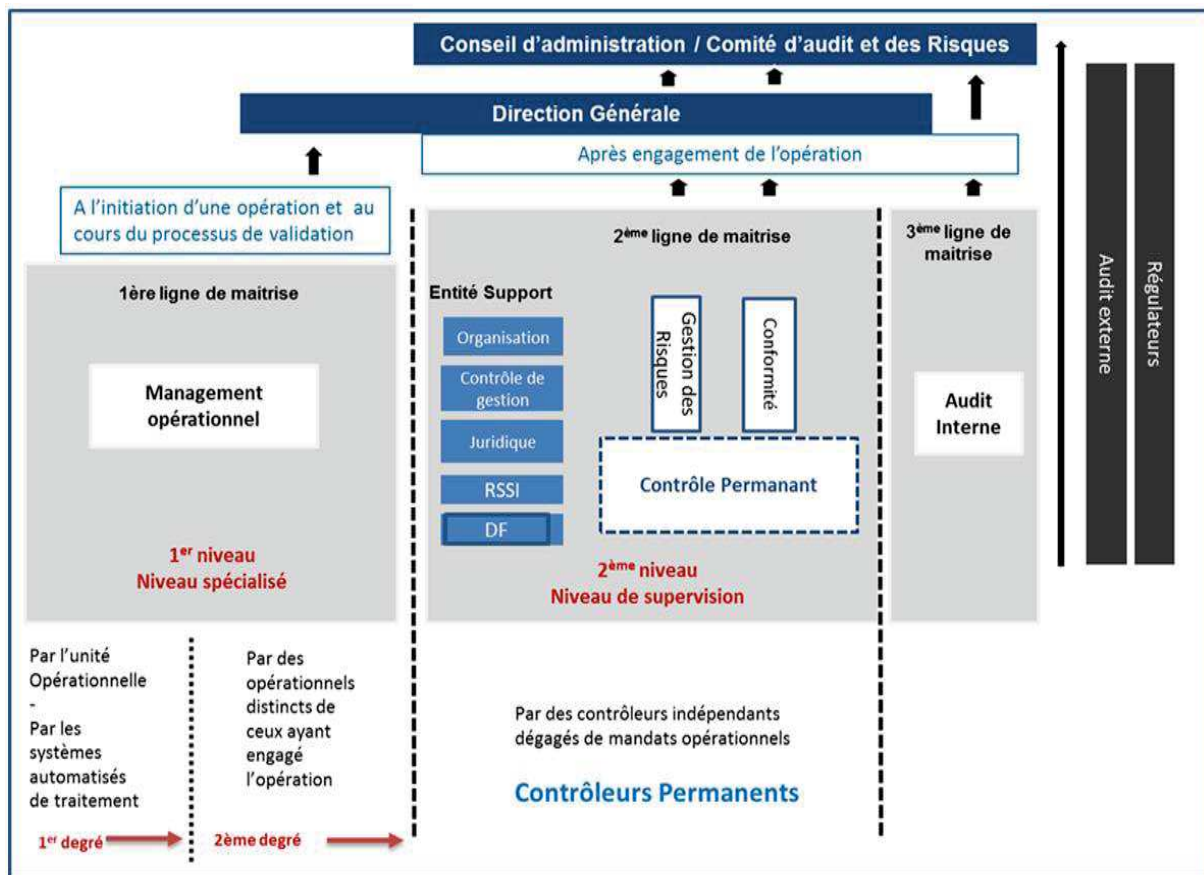 Conseil d'administration / Comité d'audit et des Risques
Direction Générale
Après engagement de l'opération
A l'initiation d'une opération et au
cours du processus de validation
1ère ligne de maitrise
Management
opérationnel
1er niveau
Niveau spécialisé
2ème ligne de maitrise
Entité Support
Organisation
Contrôle de
gestion
Juridique
RSSI
DF
Gestion des
Risques
Conformité
Contrôle Permanant
2ème niveau
Niveau de supervision
3ème ligne de
maitrise
Audit
Interne
Audit externe
Régulateurs
Par l'unité
Opérationnelle
-
Par les
systèmes
automatisés
de traitement
1er degré
Par des
opérationnels
distincts de
ceux ayant
engagé
l'opération
2ème degré
Par des contrôleurs indépendants
dégagés de mandats opérationnels
Contrôleurs Permanents